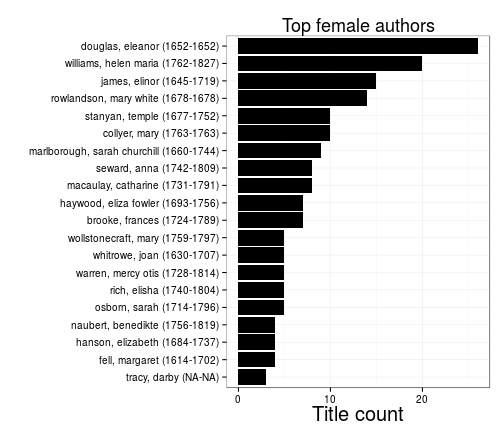 Top female authors
douglas, eleanor (1652-1652)
williams, helen maria (1762-1827)
james, elinor (1645-1719)
rowlandson, mary white (1678-1678)
stanyan, temple (1677-1752)
collyer, mary (1763-1763)
marlborough, sarah churchill (1660-1744)
seward, anna (1742-1809)
macaulay, catharine (1731-1791)
haywood, eliza fowler (1693-1756)
brooke, frances (1724-1789)
wollstonecraft, mary (1759-1797)
whitrowe, joan (1630-1707)
warren, mercy otis (1728-1814)
rich, elisha (1740-1804)
osborn, sarah (1714-1796)
naubert, benedikte (1756-1819)
hanson, elizabeth (1684-1737)
fell, margaret (1614-1702)
tracy, darby (NA-NA)
0 10 20
Title count